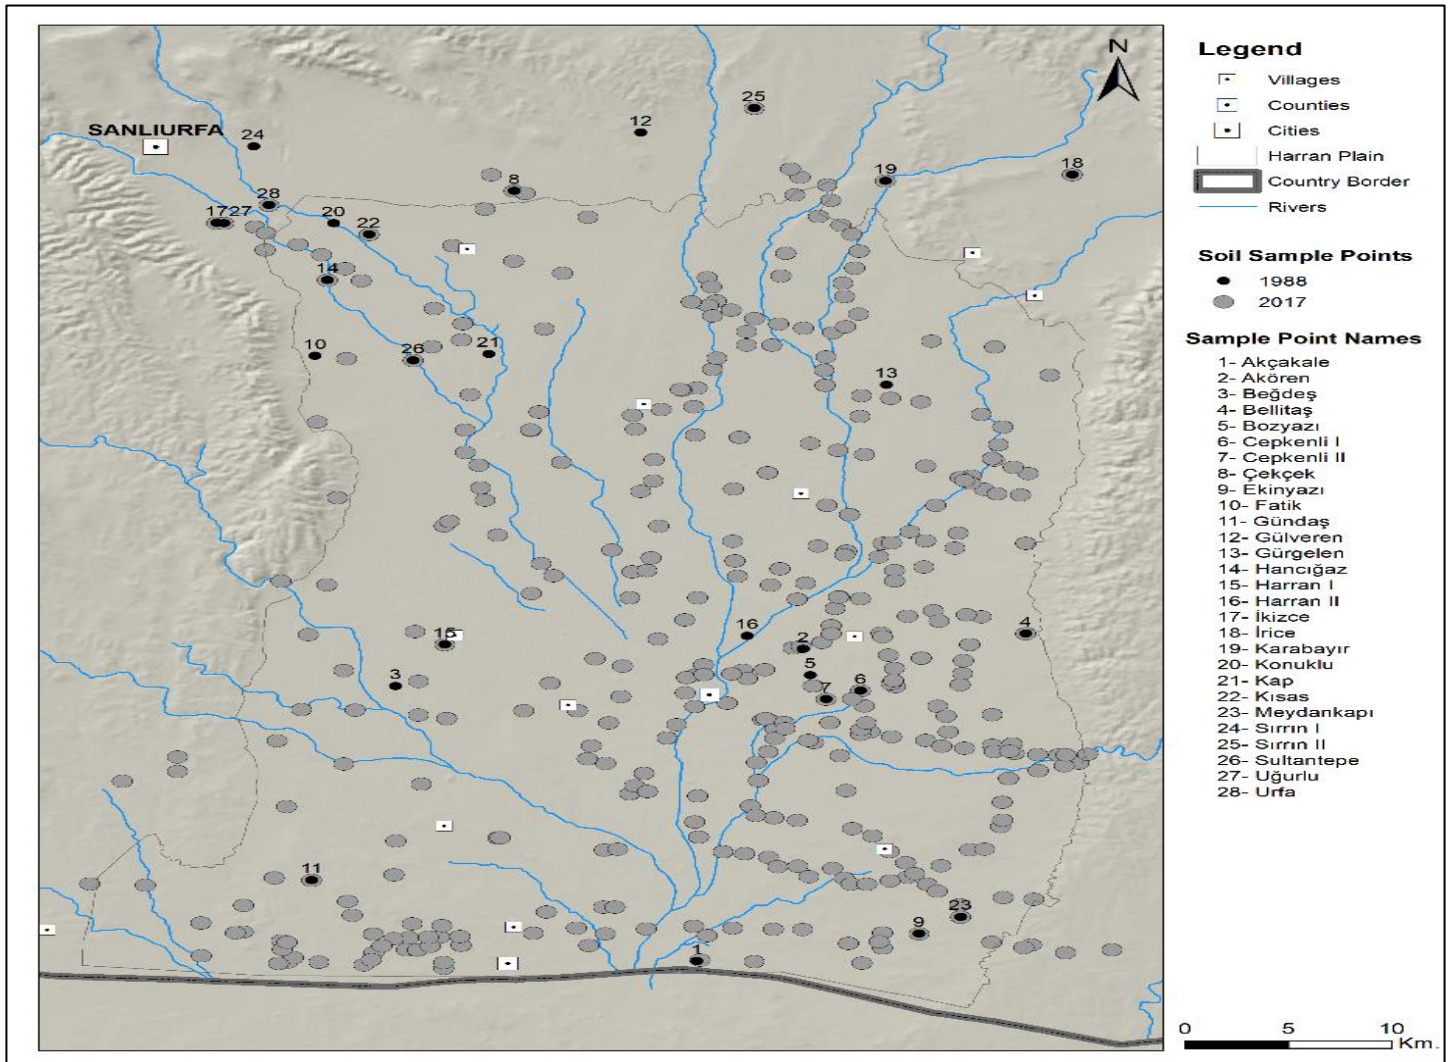 N
25
12
SANLIURFA
24
19
18
8
28
17
27
20
22
14
10
26
21
13
15
16
2
4
3
5
6
7
11
23
9
1
Legend
Villages
Counties
Cities
Harran Plain
Country Border
Rivers
Soil Sample Points
1988
2017
Sample Point Names
1- Akçakale
2- Akören
3- Beğdeş
4- Bellitaş
5- Bozyazı
6- Cepkenli I
7- Cepkenli II
8- Çekçek
9- Ekinyazı
10- Fatik
11- Gündaş
12- Gülveren
13- Gürgelen
14- Hancığaz
15- Harran I
16- Harran II
17- İkizce
18- İrice
19- Karabayır
20- Konuklu
21- Kap
22- Kısas
23- Meydankapı
24- Sırrın I
25- Sırrın II
26- Sultantepe
27- Uğurlu
28- Urfa
0 5 10
Km.